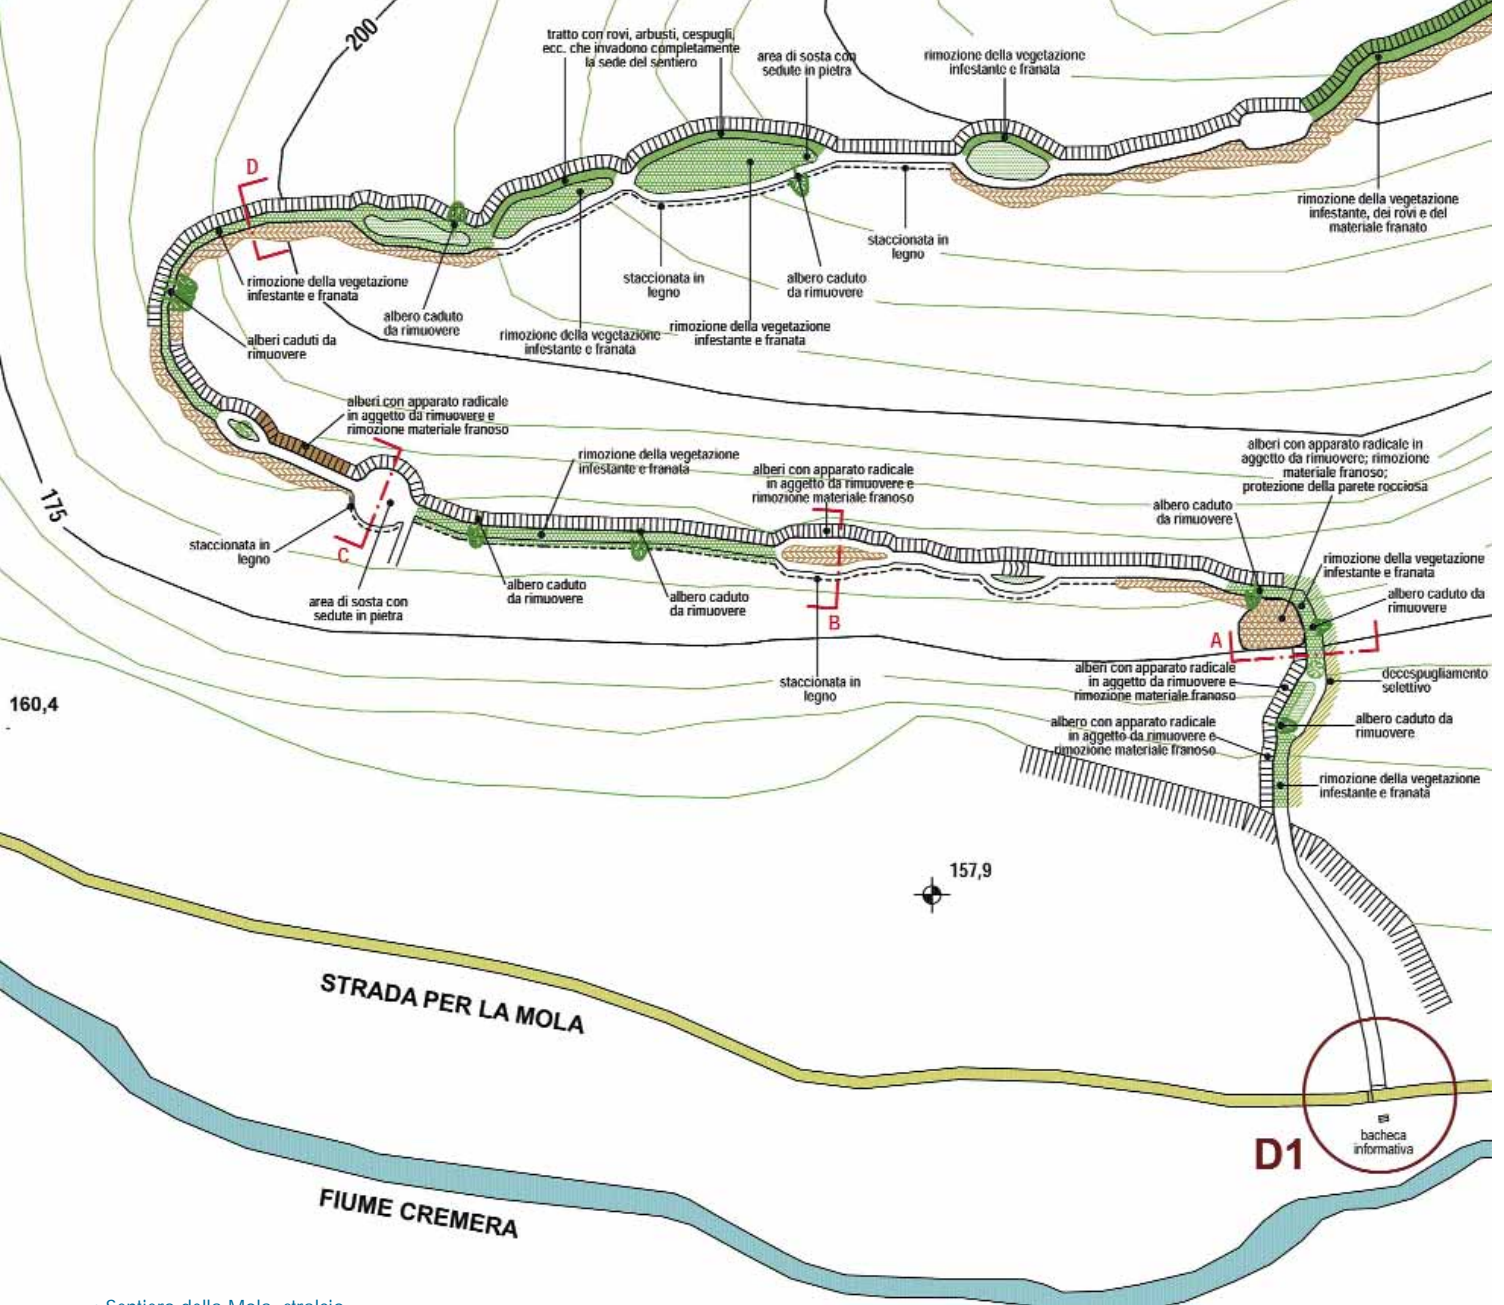 200
tratto con rovi, arbusti, cespugli,
ecc. che invadono completamente
la sede del sentiero
area di sosta con
sedute in pietra
rimozione della vegetazione
infestante e franata
rimozione della vegetazione
infestante, dei rovi e del
materiale franato
D
staccionata in
legno
staccionata in
legno
albero caduto
da rimuovere
rimozione della vegetazione
infestante e franata
albero caduto
da rimuovere
rimozione della vegetazione
infestante e franata
rimozione della vegetazione
infestante e franata
alberi caduti da
rimuovere
alberi con apparato radicale
in aggetto da rimuovere e
rimozione materiale franoso
rimozione della vegetazione
infestante e franata
alberi con apparato radicale
in aggetto da rimuovere e
rimozione materiale franoso
alberi con apparato radicale in
aggetto da rimuovere; rimozione
materiale franoso;
protezione della parete rocciosa
albero caduto
da rimuovere
175
staccionata in
legno
C
area di sosta con
sedute in pietra
albero caduto
da rimuovere
albero caduto
da rimuovere
B
rimozione della vegetazione
infestante e franata
albero caduto da
rimuovere
A
staccionata in
legno
alberi con apparato radicale
in aggetto da rimuovere e
rimozione materiale franoso
decespugliamento
selettivo
160,4
albero con apparato radicale
in aggetto da rimuovere e
rimozione materiale franoso
albero caduto da
rimuovere
rimozione della vegetazione
infestante e franata
157,9
STRADA PER LA MOLA
D1
bacheca
informativa
FIUME CREMERA
Sentiero della Mola, stralcio